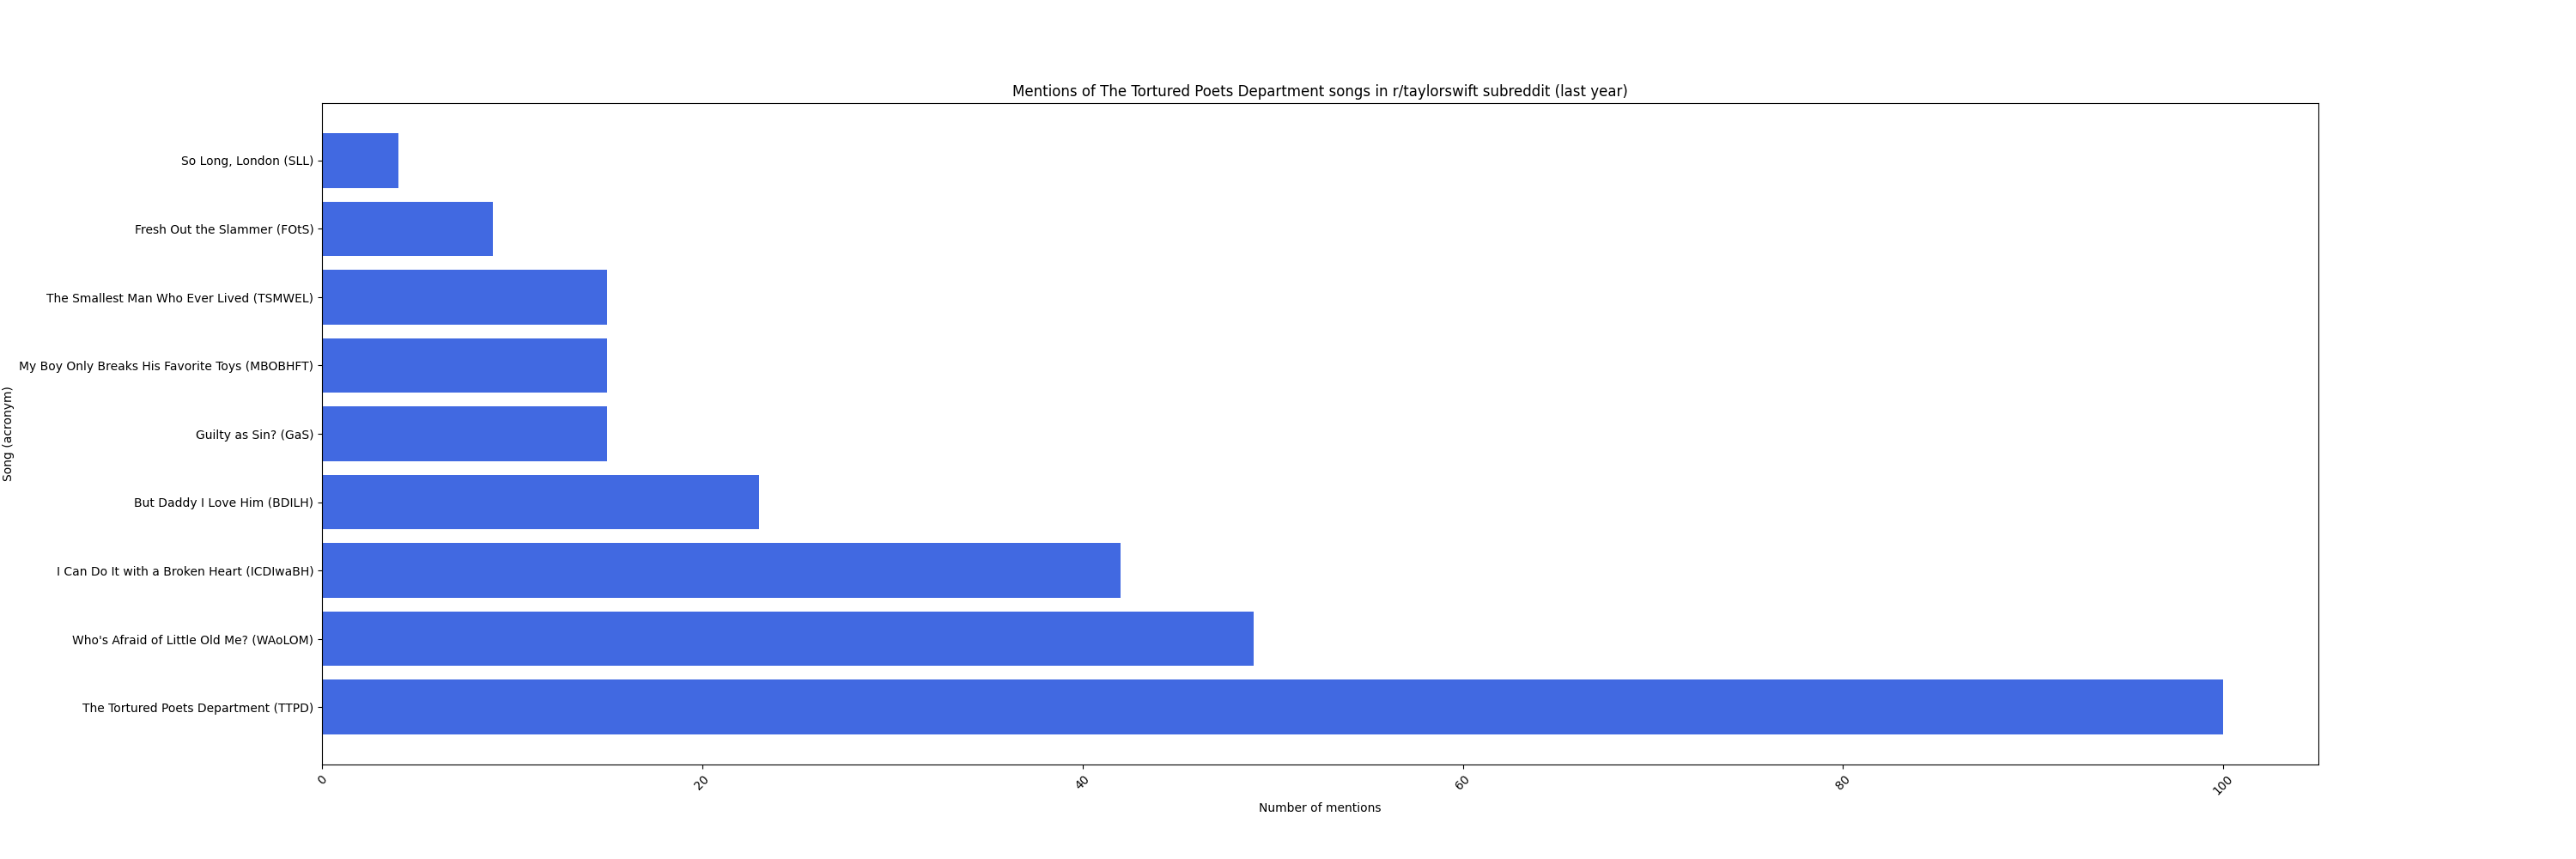 Mentions of The Tortured Poets Department songs in r/taylorswift subreddit (last year)
Song (acronym)
So Long, London (SLL)
Fresh Out the Slammer (FOtS)
The Smallest Man Who Ever Lived (TSMWEL)
My Boy Only Breaks His Favorite Toys (MBOBHFT)
Guilty as Sin? (GaS)
But Daddy I Love Him (BDILH)
I Can Do It with a Broken Heart (ICDIwaBH)
Who's Afraid of Little Old Me? (WAoLOM)
The Tortured Poets Department (TTPD)
0 20 40 60 80 100
Number of mentions